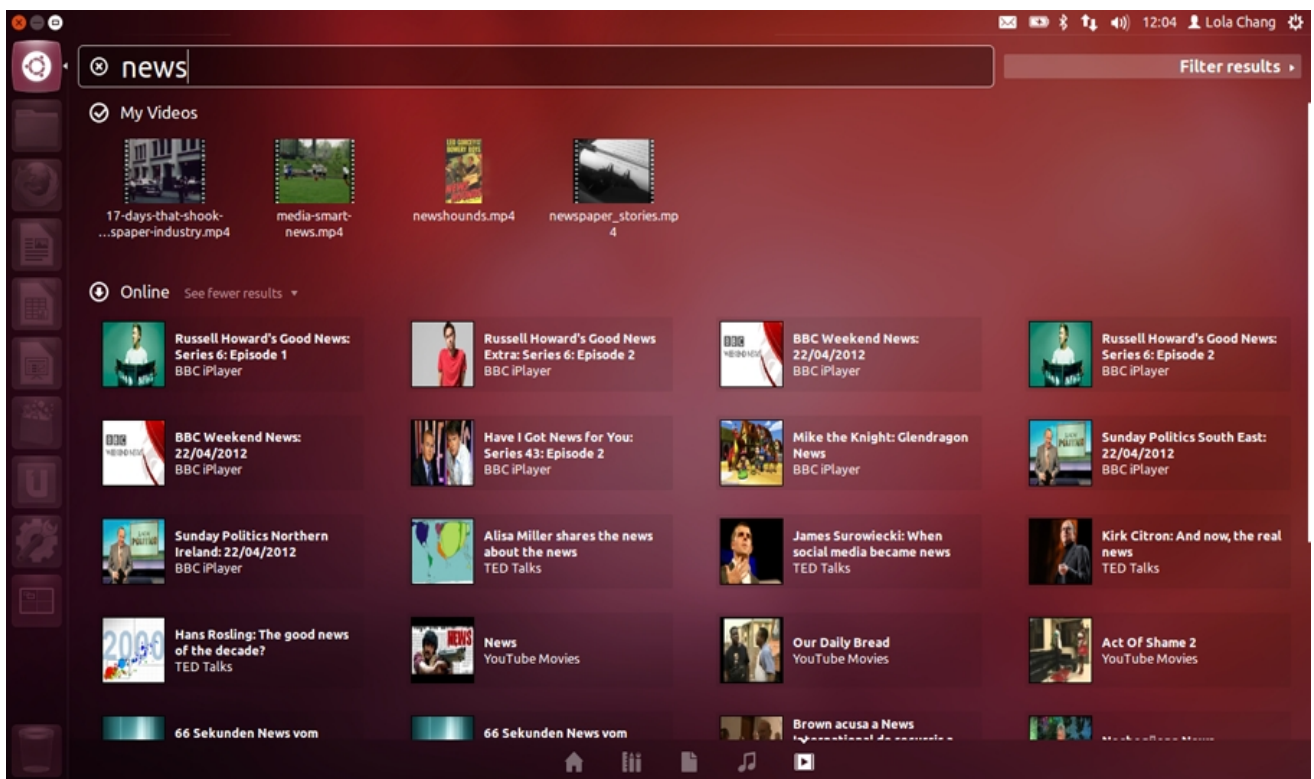 12:04 Lola Chang
news
Filter results
My Videos
17-days-that-shook-
...spaper-industry.mp4
media-smart-
news.mp4
newshounds.mp4
newspaper_stories.mp
4
Online See fewer results
Russell Howard's Good News:
Series 6: Episode 1
BBC iPlayer
Russell Howard's Good News
Extra: Series 6: Episode 2
BBC iPlayer
BBC Weekend News:
22/04/2012
BBC iPlayer
Russell Howard's Good News:
Series 6: Episode 2
BBC iPlayer
BBC Weekend News:
22/04/2012
BBC iPlayer
Have I Got News for You:
Series 43: Episode 2
BBC iPlayer
Mike the Knight: Glendragon
News
BBC iPlayer
Sunday Politics South East:
22/04/2012
BBC iPlayer
Sunday Politics Northern
Ireland: 22/04/2012
BBC iPlayer
Alisa Miller shares the news
about the news
TED Talks
James Surowiecki: When
social media became news
TED Talks
Kirk Citron: And now, the real
news
TED Talks
2000
Hans Rosling: The good news
of the decade?
TED Talks
NEWS
News
YouTube Movies
Our Daily Bread
YouTube Movies
Act Of Shame 2
YouTube Movies
66 Sekunden News vom
66 Sekunden News vom
Brown acusa a News